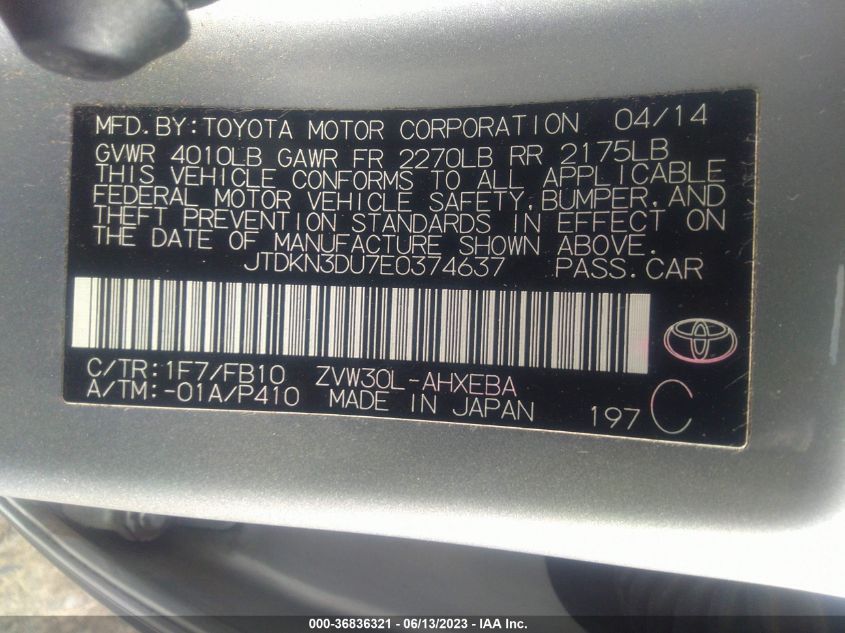 MFD.BY:TOYOTA MOTOR CORPORATION 04/14
GVWR 4010LB GAWR FR 2270LB RR 2175LB
THIS VEHICLE CONFORMS TO ALL APPLICABLE
FEDERAL MOTOR VEHICLE SAFETY,BUMPER,AND
THEFT PREVENTION STANDARDS IN EFFECT ON
THE DATE OF MANUFACTURE SHOWN ABOVE.
JTDKN3DU7E0374637 PASS.CAR
C/TR:1F7/FB10 ZVW30L-AHXEBA
A/TM:-01A/P410 MADE IN JAPAN 197 C
000-36836321 - 06/13/2023 - IAA Inc.